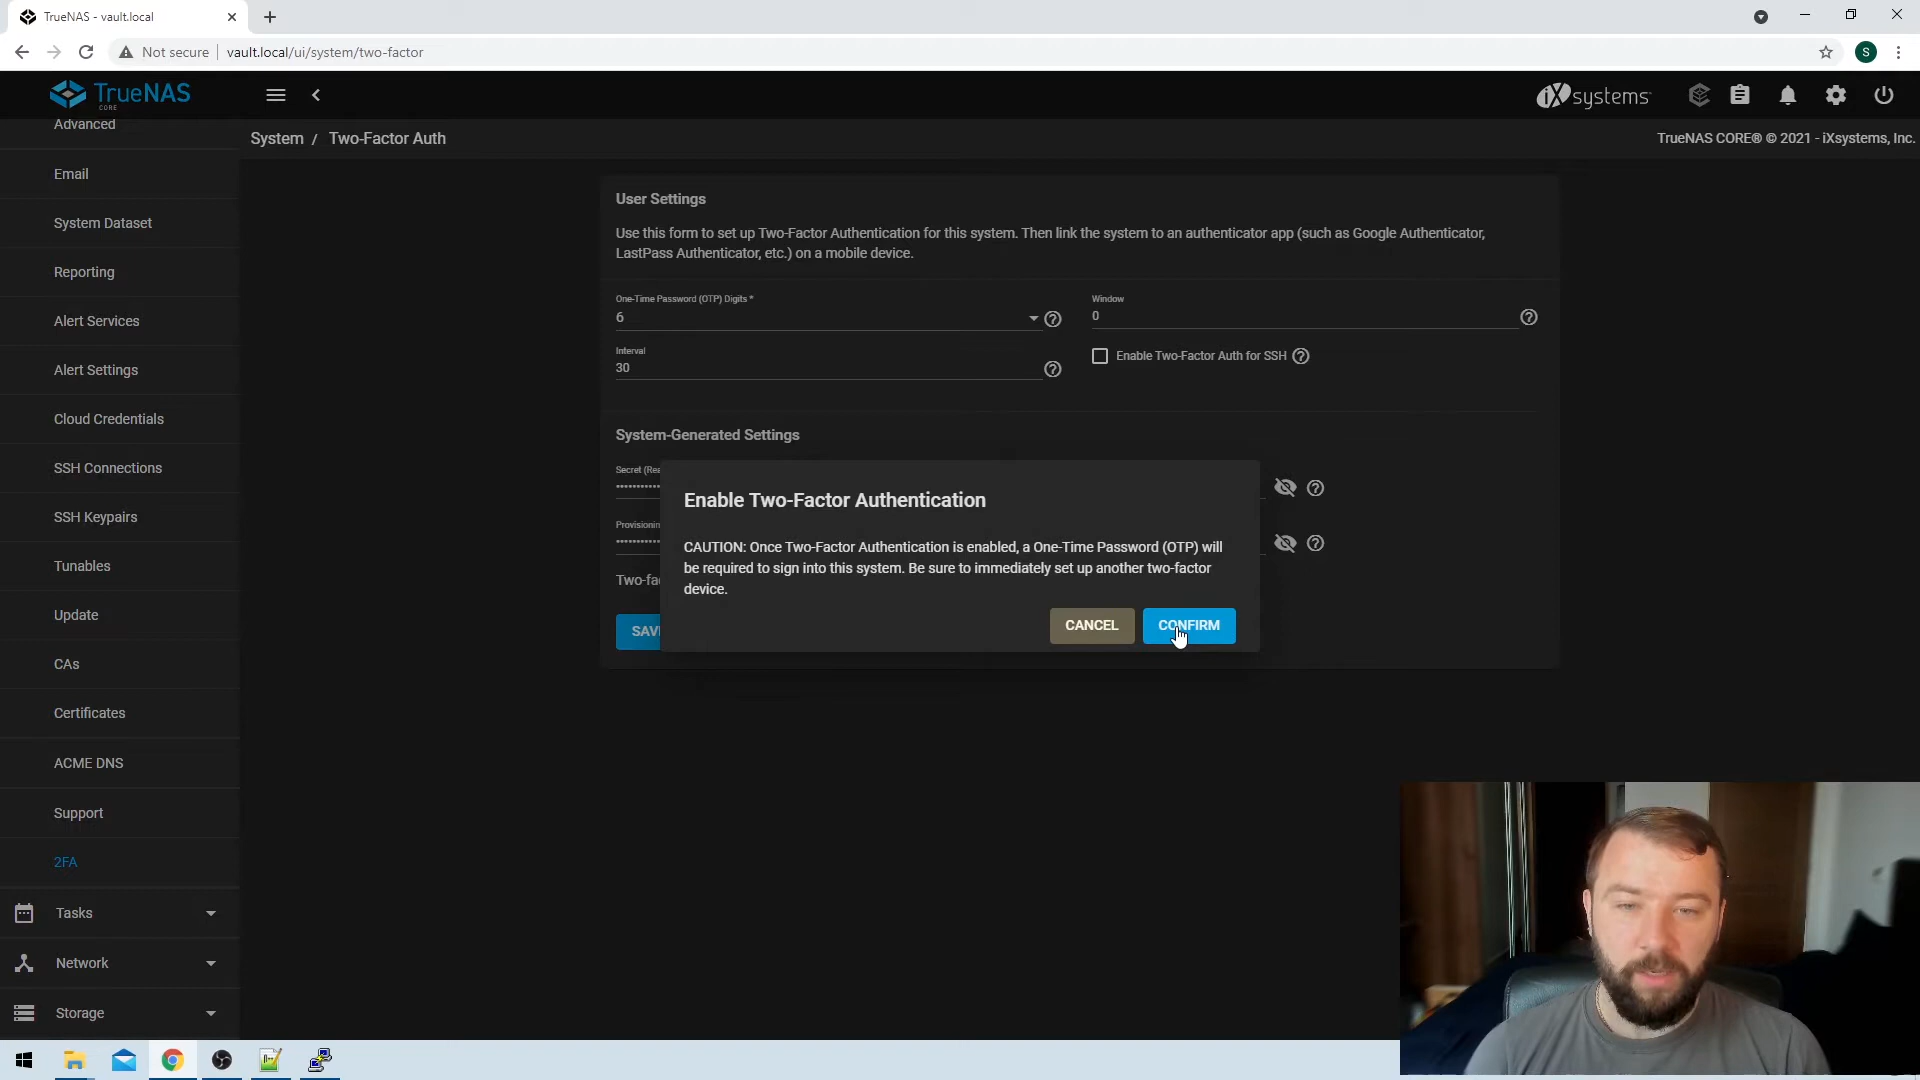 TrueNAS - vault.local
Not secure
vault.local/ui/system/two-factor
S
TrueNAS
CORE
iXsystems
System / Two-Factor Auth
TrueNAS CORE® © 2021 - iXsystems, Inc.
Advanced
Email
System Dataset
Reporting
Alert Services
Alert Settings
Cloud Credentials
SSH Connections
SSH Keypairs
Tunables
Update
CAs
Certificates
ACME DNS
Support
2FA
Tasks
Network
Storage
User Settings
Use this form to set up Two-Factor Authentication for this system. Then link the system to an authenticator app (such as Google Authenticator,
LastPass Authenticator, etc.) on a mobile device.
One-Time Password (OTP) Digits *
6
Window
0
Interval
30
Enable Two-Factor Auth for SSH
System-Generated Settings
Secret (Rea
Provisionin
Two-fa
SAV
Enable Two-Factor Authentication
CAUTION: Once Two-Factor Authentication is enabled, a One-Time Password (OTP) will
be required to sign into this system. Be sure to immediately set up another two-factor
device.
CANCEL
CONFIRM